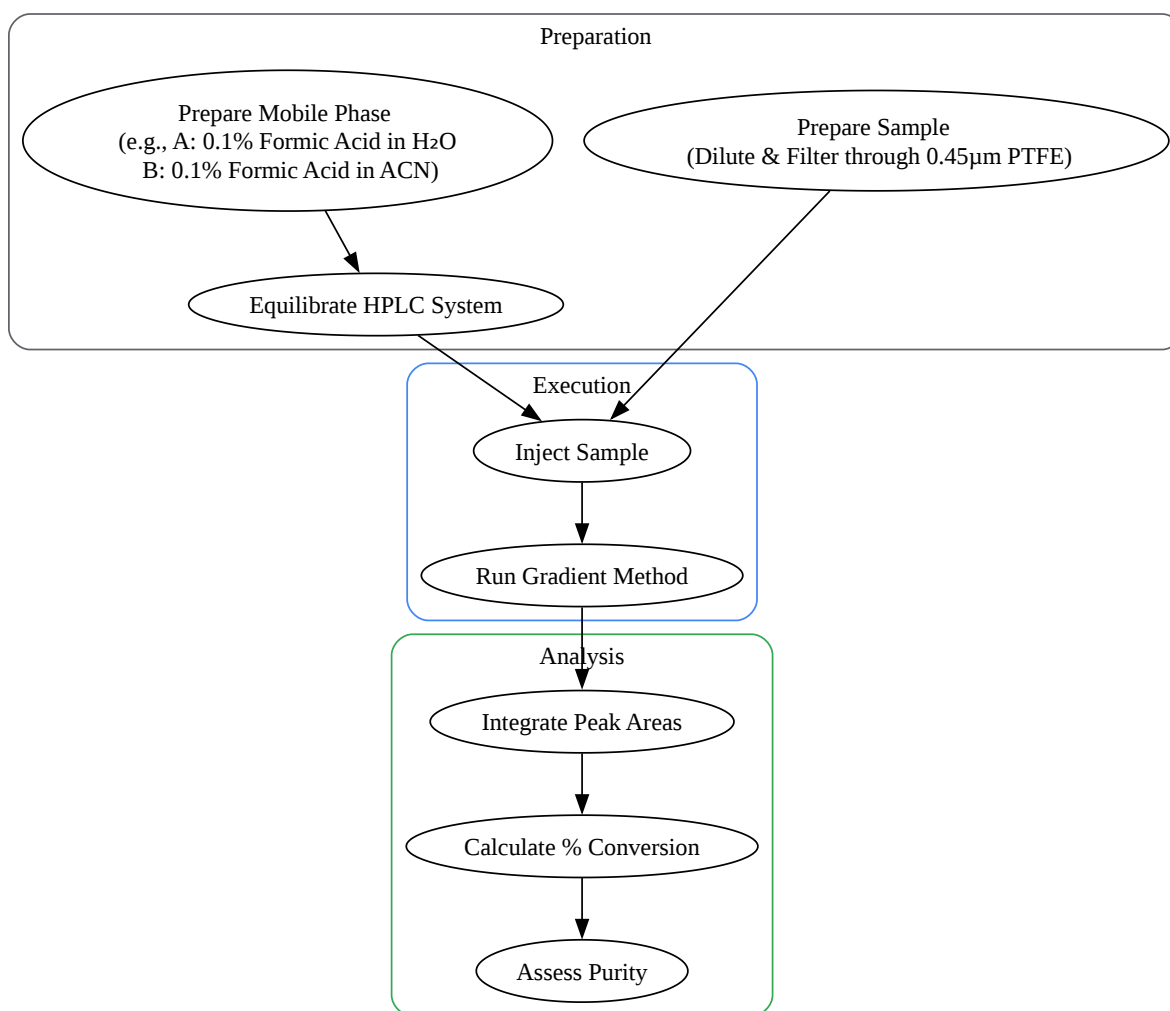 Preparation
Prepare Mobile Phase
(e.g., A: 0.1% Formic Acid in H₂O
B: 0.1% Formic Acid in ACN)
Prepare Sample
(Dilute & Filter through 0.45µm PTFE)
Equilibrate HPLC System
Execution
Inject Sample
Run Gradient Method
Analysis
Integrate Peak Areas
Calculate % Conversion
Assess Purity